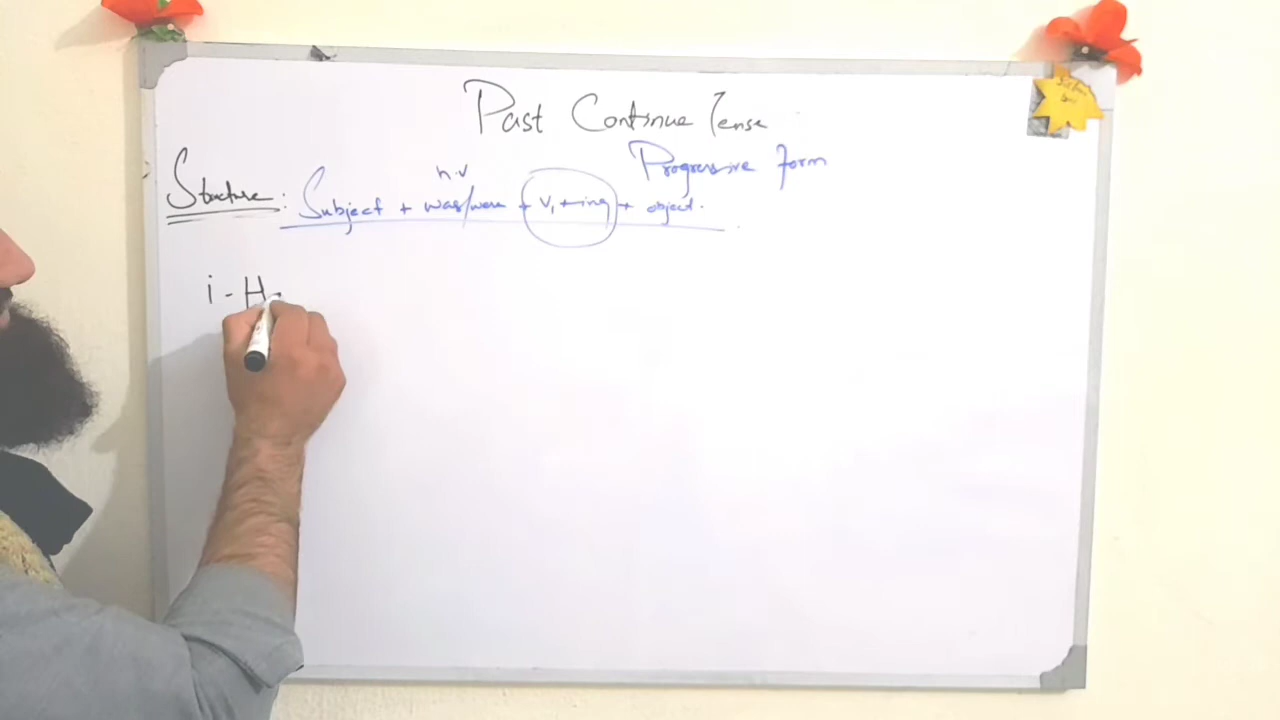 Past Continue Tense
Progressive form
h.v
Structure: Subject + was/were + V1 + ing + object.
i - H